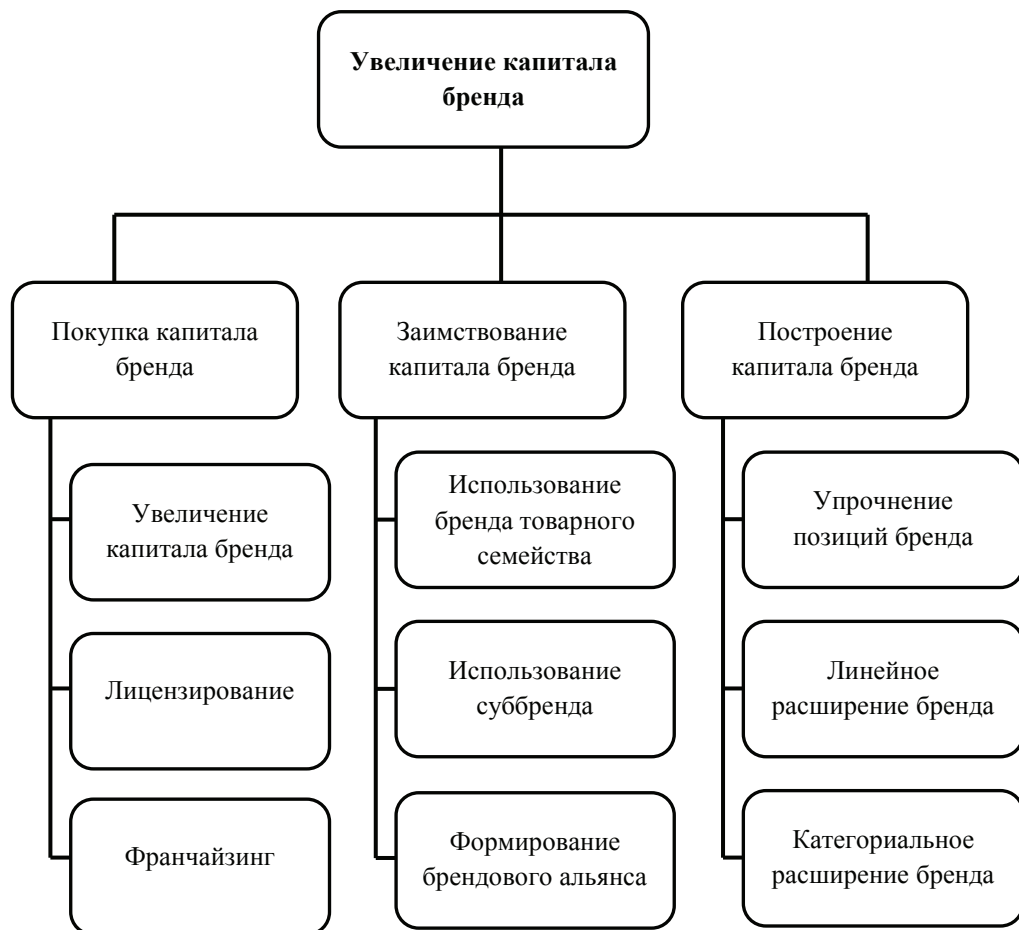 Увеличение капитала
бренда
Покупка капитала
бренда
Заимствование
капитала бренда
Построение
капитала бренда
Увеличение
капитала бренда
Использование
бренда товарного
семейства
Упрочнение
позиций бренда
Лицензирование
Использование
суббренда
Линейное
расширение бренда
Франчайзинг
Формирование
брендового альянса
Категориальное
расширение бренда